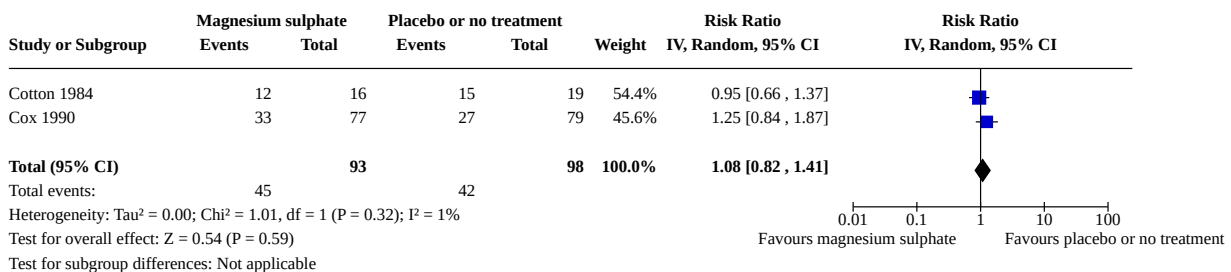 Magnesium sulphate Placebo or no treatment Risk Ratio Risk Ratio
Study or Subgroup Events Total Events Total Weight IV, Random, 95% CI IV, Random, 95% CI
Cotton 1984 12 16 15 19 54.4% 0.95 [0.66 , 1.37]
Cox 1990 33 77 27 79 45.6% 1.25 [0.84 , 1.87]
Total (95% CI) 93 98 100.0% 1.08 [0.82 , 1.41]
Total events: 45 42
Heterogeneity: Tau² = 0.00; Chi² = 1.01, df = 1 (P = 0.32); I² = 1%
0.01 0.1 1 10 100
Test for overall effect: Z = 0.54 (P = 0.59)
Favours magnesium sulphate Favours placebo or no treatment
Test for subgroup differences: Not applicable